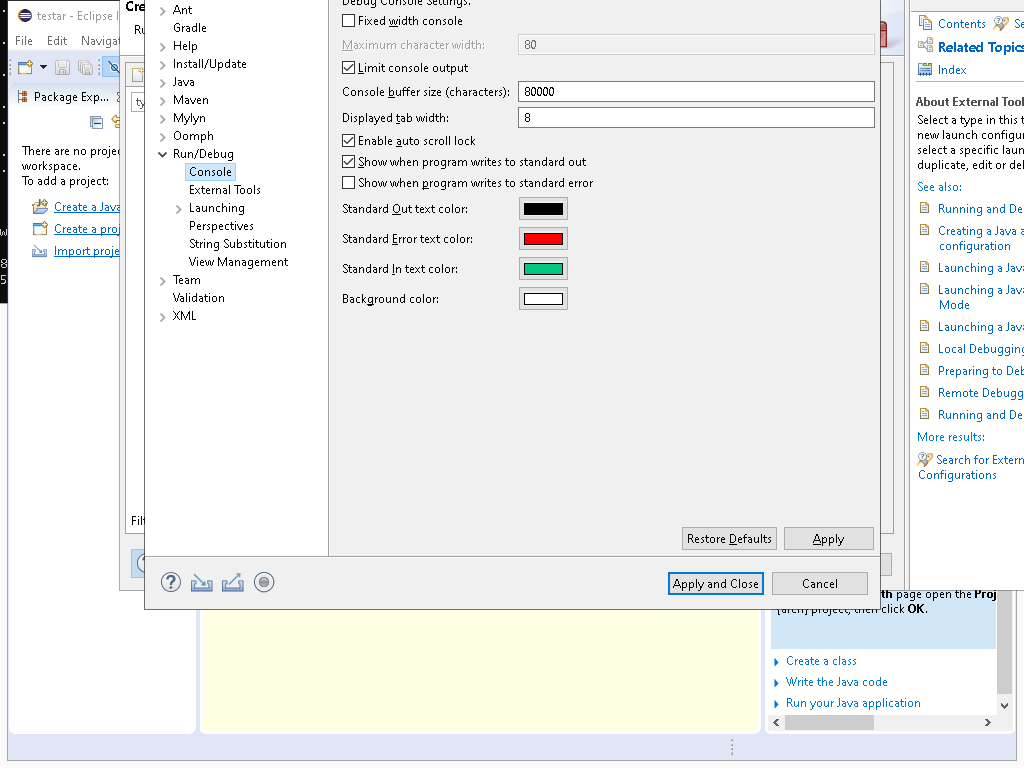 testar - Eclipse I
File Edit Navigat
Package Exp...
There are no proje
workspace.
To add a project:
Create a Java
Create a proj
Import proje
Cre
Ru
ty
Filt
Ant
Gradle
Help
Install/Update
Java
Maven
Mylyn
Oomph
Run/Debug
Console
External Tools
Launching
Perspectives
String Substitution
View Management
Team
Validation
XML
Debug Console Settings.
Fixed width console
Maximum character width: 80
Limit console output
Console buffer size (characters): 80000
Displayed tab width: 8
Enable auto scroll lock
Show when program writes to standard out
Show when program writes to standard error
Standard Out text color:
Standard Error text color:
Standard In text color:
Background color:
Restore Defaults Apply
Apply and Close Cancel
Contents Se
Related Topics
Index
About External Tool
Select a type in this t
new launch configur
select a specific laun
duplicate, edit or del
See also:
Running and De
Creating a Java a
configuration
Launching a Java
Launching a Java
Mode
Launching a Java
Local Debugging
Preparing to Deb
Remote Debugg
Running and De
More results:
Search for Extern
Configurations
th page open the Proj
[arch] project, then click OK.
Create a class
Write the Java code
Run your Java application